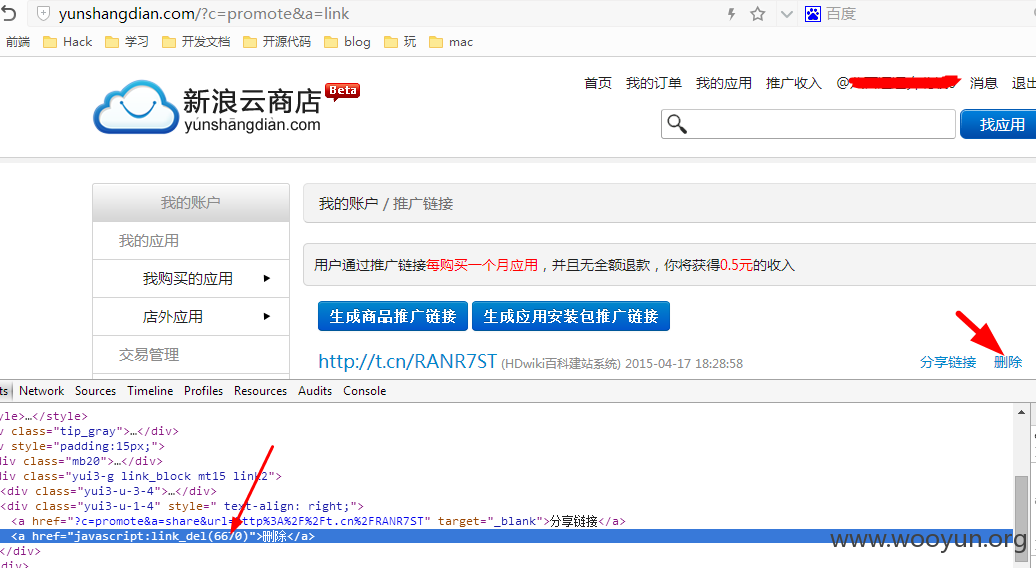 yunshangdian.com/?c=promote&a=link 百度
前端 Hack 学习 开发文档 开源代码 blog 玩 mac
首页 我的订单 我的应用 推广收入 @ 消息 退出
新浪云商店 Beta
yúnshāngdiàn.com
找应用
我的账户
我的账户 / 推广链接
我的应用
用户通过推广链接每购买一个月应用，并且无全额退款，你将获得0.5元的收入
我购买的应用
店外应用
生成商品推广链接 生成应用安装包推广链接
交易管理
http://t.cn/RANR7ST (HDwiki百科建站系统) 2015-04-17 18:28:58 分享链接 删除
ts Network Sources Timeline Profiles Resources Audits Console
yle>…</style>
v class="tip_gray">…</div>
v style="padding:15px;">
div class="mb20">…</div>
div class="yui3-g link_block mt15 link2">
<div class="yui3-u-3-4">…</div>
<div class="yui3-u-1-4" style=" text-align: right;">
<a href="?c=promote&a=share&url=http%3A%2F%2Ft.cn%2FRANR7ST" target="_blank">分享链接</a>
<a href="javascript:link_del(6670)">删除</a>
</div>
div>
www.wooyun.org